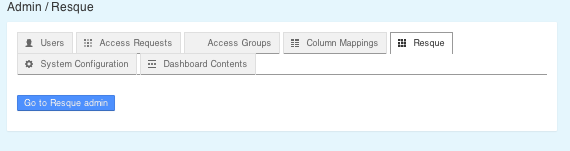 Admin / Resque
Users Access Requests Access Groups Column Mappings Resque
System Configuration Dashboard Contents
Go to Resque admin